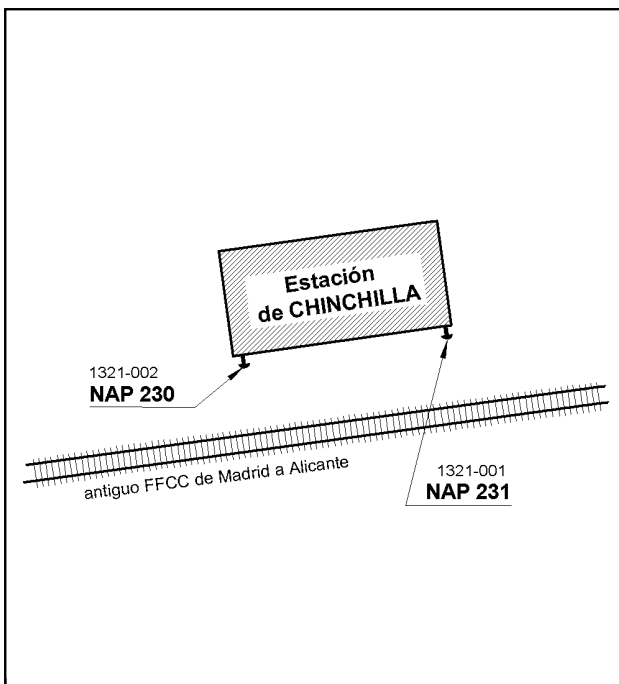 Estación
de CHINCHILLA
1321-002
NAP 230
antiguo FFCC de Madrid a Alicante
1321-001
NAP 231